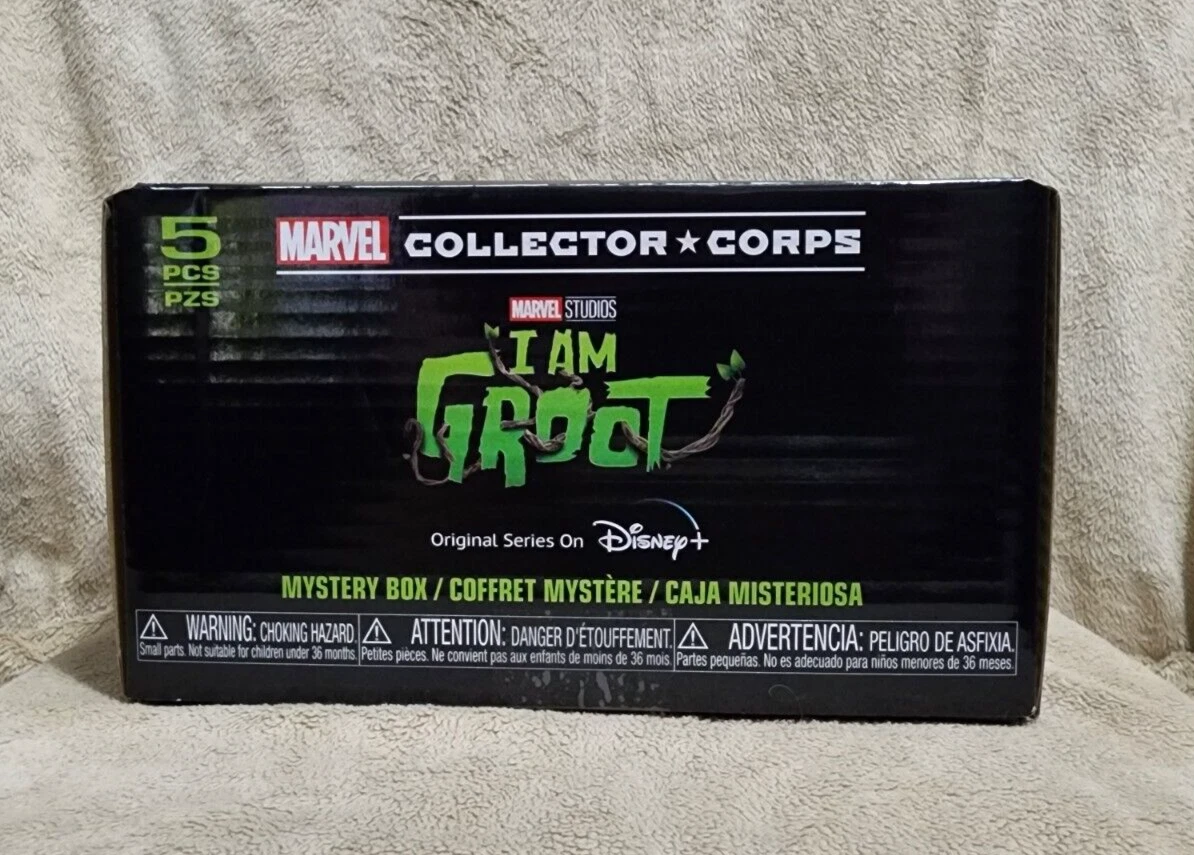 5
PCS
PZS
MARVEL COLLECTOR★CORPS
MARVEL STUDIOS
I AM
GROOT
Original Series On Disney+
MYSTERY BOX / COFFRET MYSTÈRE / CAJA MISTERIOSA
WARNING: CHOKING HAZARD.
Small parts. Not suitable for children under 36 months.
ATTENTION: DANGER D'ÉTOUFFEMENT.
Petites pièces. Ne convient pas aux enfants de moins de 36 mois.
ADVERTENCIA: PELIGRO DE ASFIXIA.
Partes pequeñas. No es adecuado para niños menores de 36 meses.